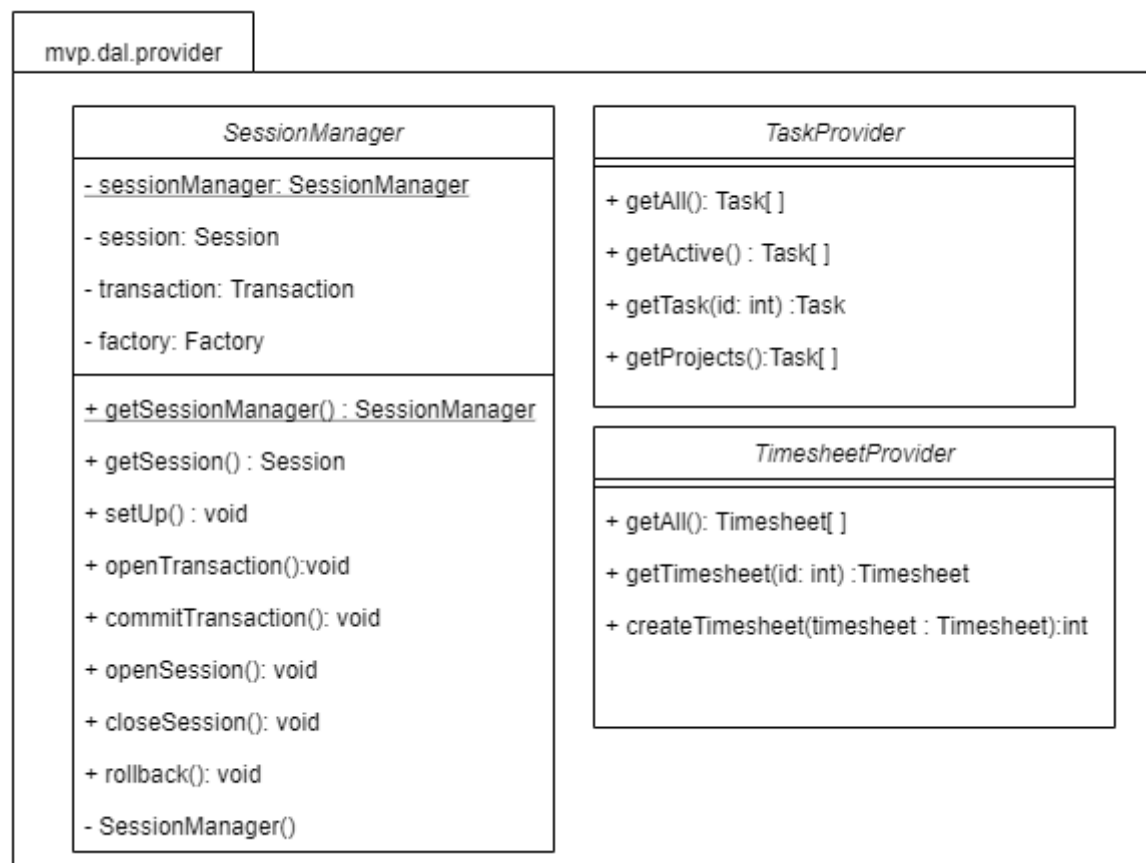 mvp.dal.provider
SessionManager
- sessionManager: SessionManager
- session: Session
- transaction: Transaction
- factory: Factory
+ getSessionManager() : SessionManager
+ getSession() : Session
+ setUp() : void
+ openTransaction():void
+ commitTransaction(): void
+ openSession(): void
+ closeSession(): void
+ rollback(): void
- SessionManager()
TaskProvider
+ getAll(): Task[ ]
+ getActive() : Task[ ]
+ getTask(id: int) :Task
+ getProjects():Task[ ]
TimesheetProvider
+ getAll(): Timesheet[ ]
+ getTimesheet(id: int) :Timesheet
+ createTimesheet(timesheet : Timesheet):int